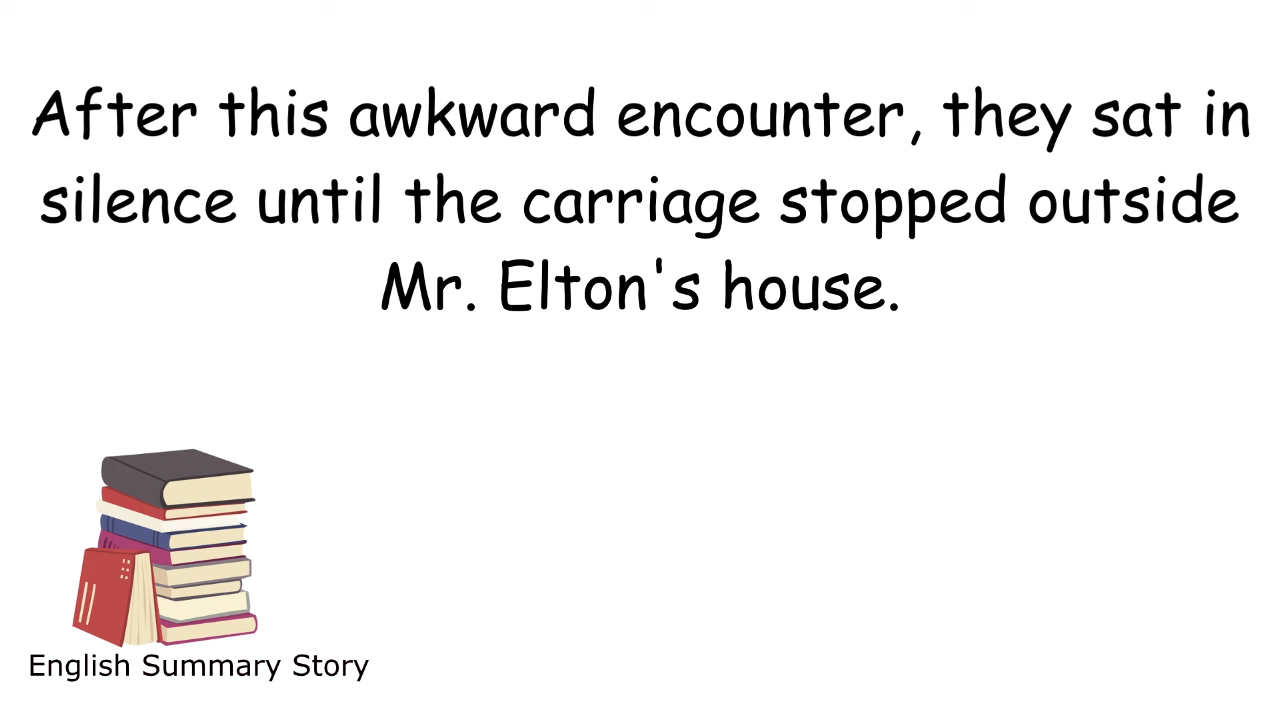 After this awkward encounter, they sat in
silence until the carriage stopped outside
Mr. Elton's house.
English Summary Story